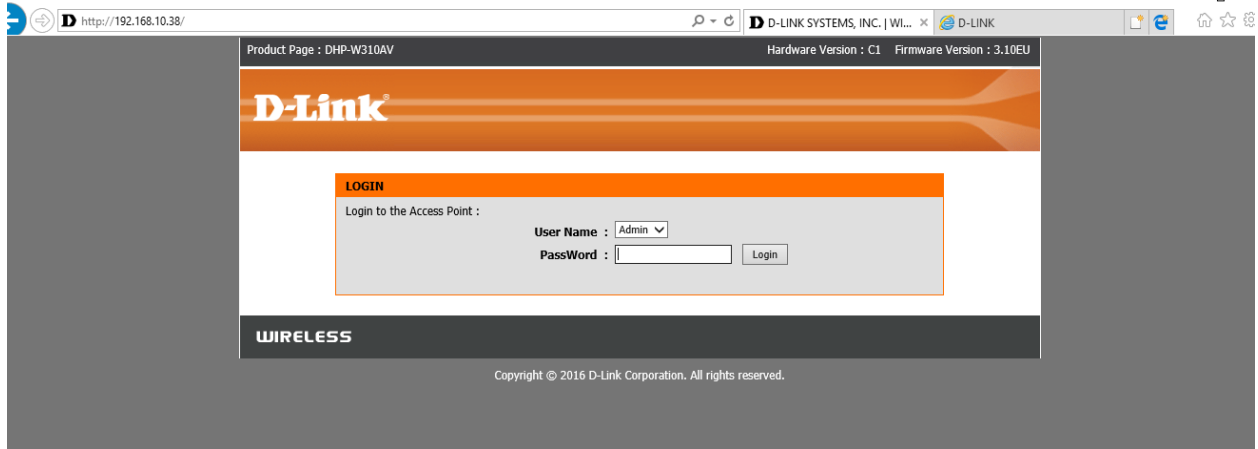 http://192.168.10.38/ D-LINK SYSTEMS, INC. | WI... D-LINK
Product Page : DHP-W310AV Hardware Version : C1 Firmware Version : 3.10EU
D-Link®
LOGIN
Login to the Access Point :
User Name : Admin
PassWord : Login
WIRELESS
Copyright © 2016 D-Link Corporation. All rights reserved.